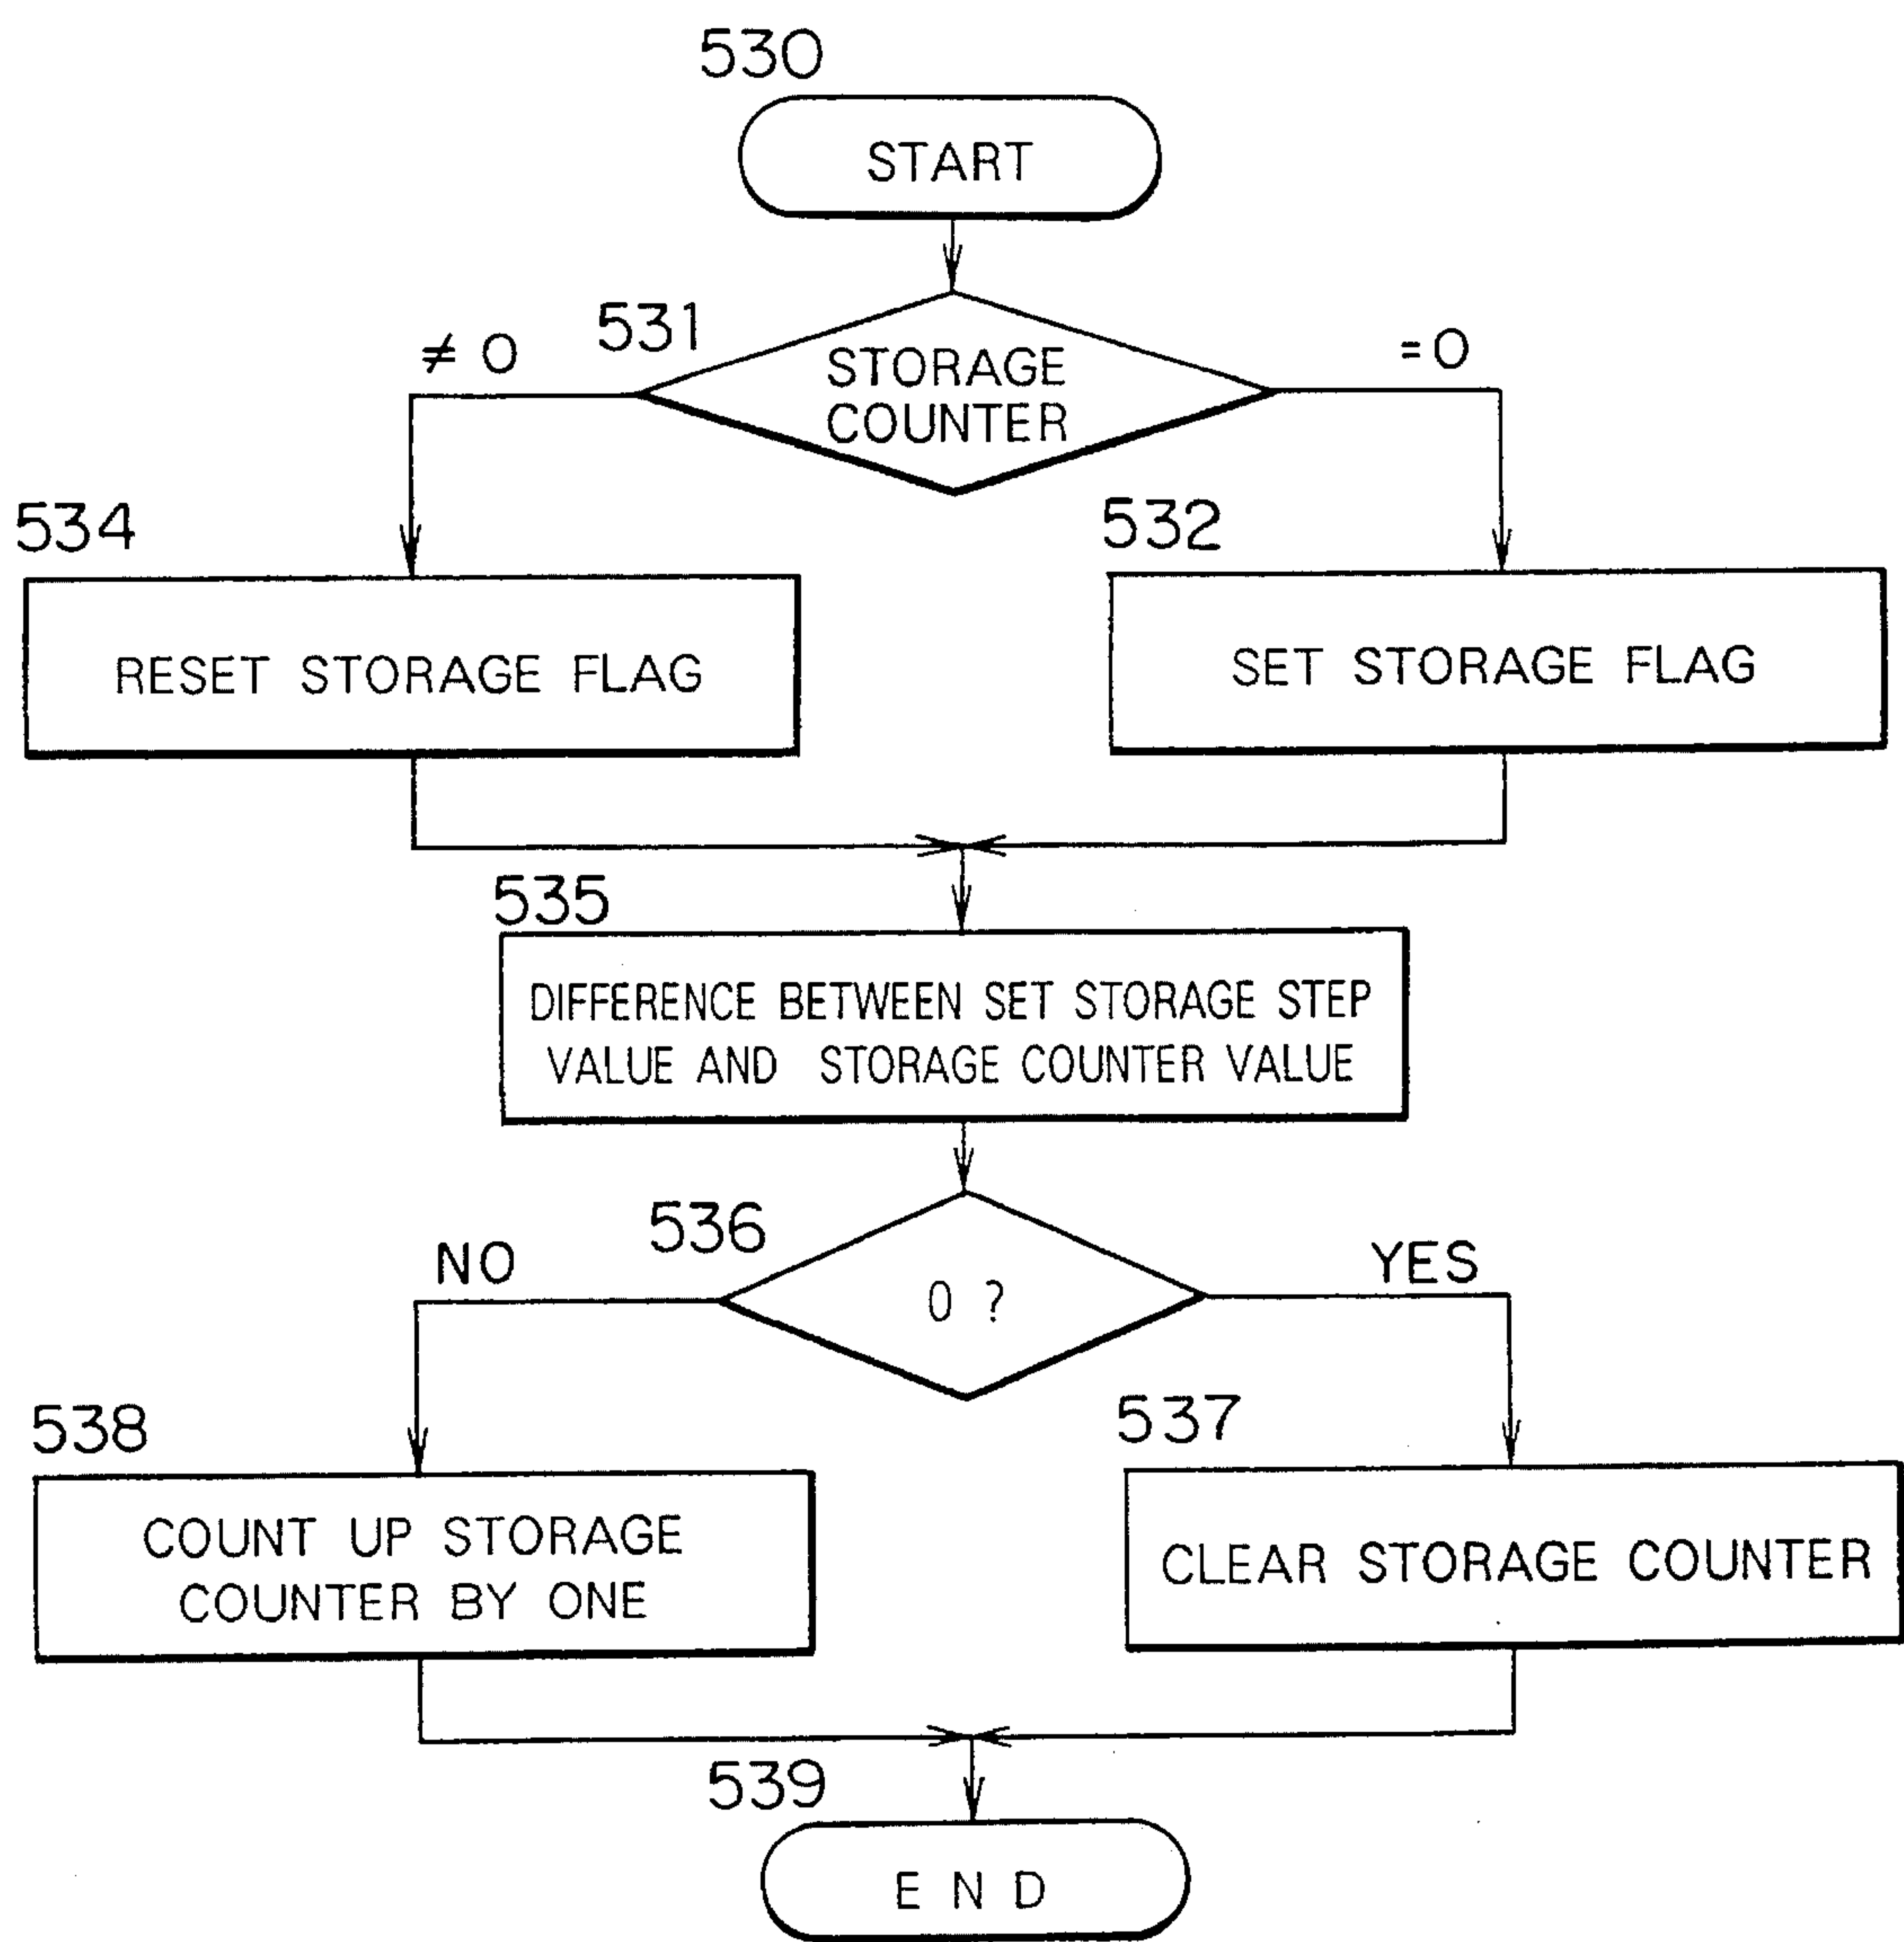 530
START
531
≠ 0
=0
STORAGE
COUNTER
534
532
RESET STORAGE FLAG
SET STORAGE FLAG
535
DIFFERENCE BETWEEN SET STORAGE STEP
VALUE AND STORAGE COUNTER VALUE
536
NO
YES
0 ?
538
537
COUNT UP STORAGE
COUNTER BY ONE
CLEAR STORAGE COUNTER
539
END